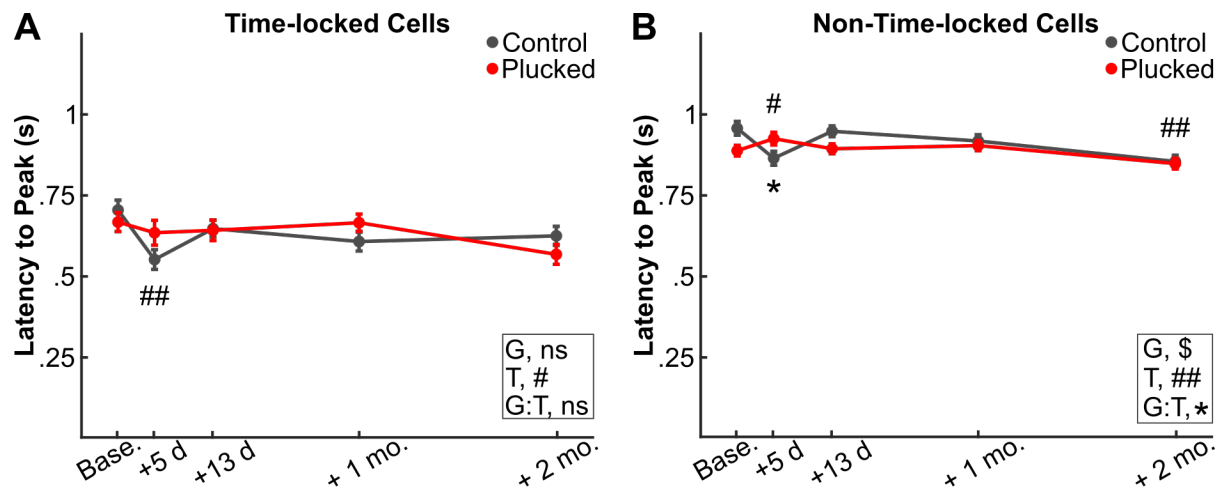 A
Time-locked Cells
Control
Plucked
Latency to Peak (s)
1
.75
.5
.25
##
G, ns
T, #
G:T, ns
Base.
+5 d
+13 d
+ 1 mo.
+ 2 mo.
B
Non-Time-locked Cells
Control
Plucked
Latency to Peak (s)
1
.75
.5
.25
#
*
##
G, $
T, ##
G:T, *
Base.
+5 d
+13 d
+ 1 mo.
+ 2 mo.